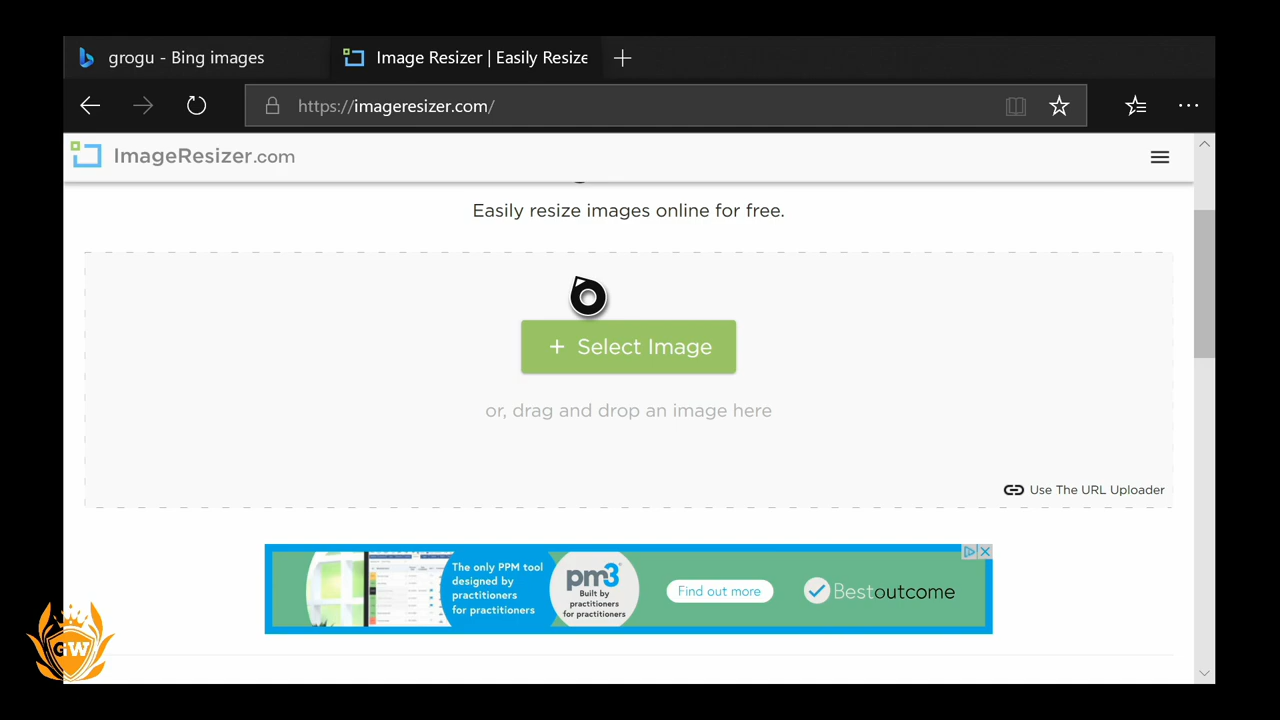 grogu - Bing images
Image Resizer | Easily Resize
https://imageresizer.com/
ImageResizer.com
Easily resize images online for free.
+ Select Image
or, drag and drop an image here
Use The URL Uploader
The only PPM tool
designed by
practitioners
for practitioners
pm3
Built by
practitioners
for practitioners
Find out more
Bestoutcome
GW